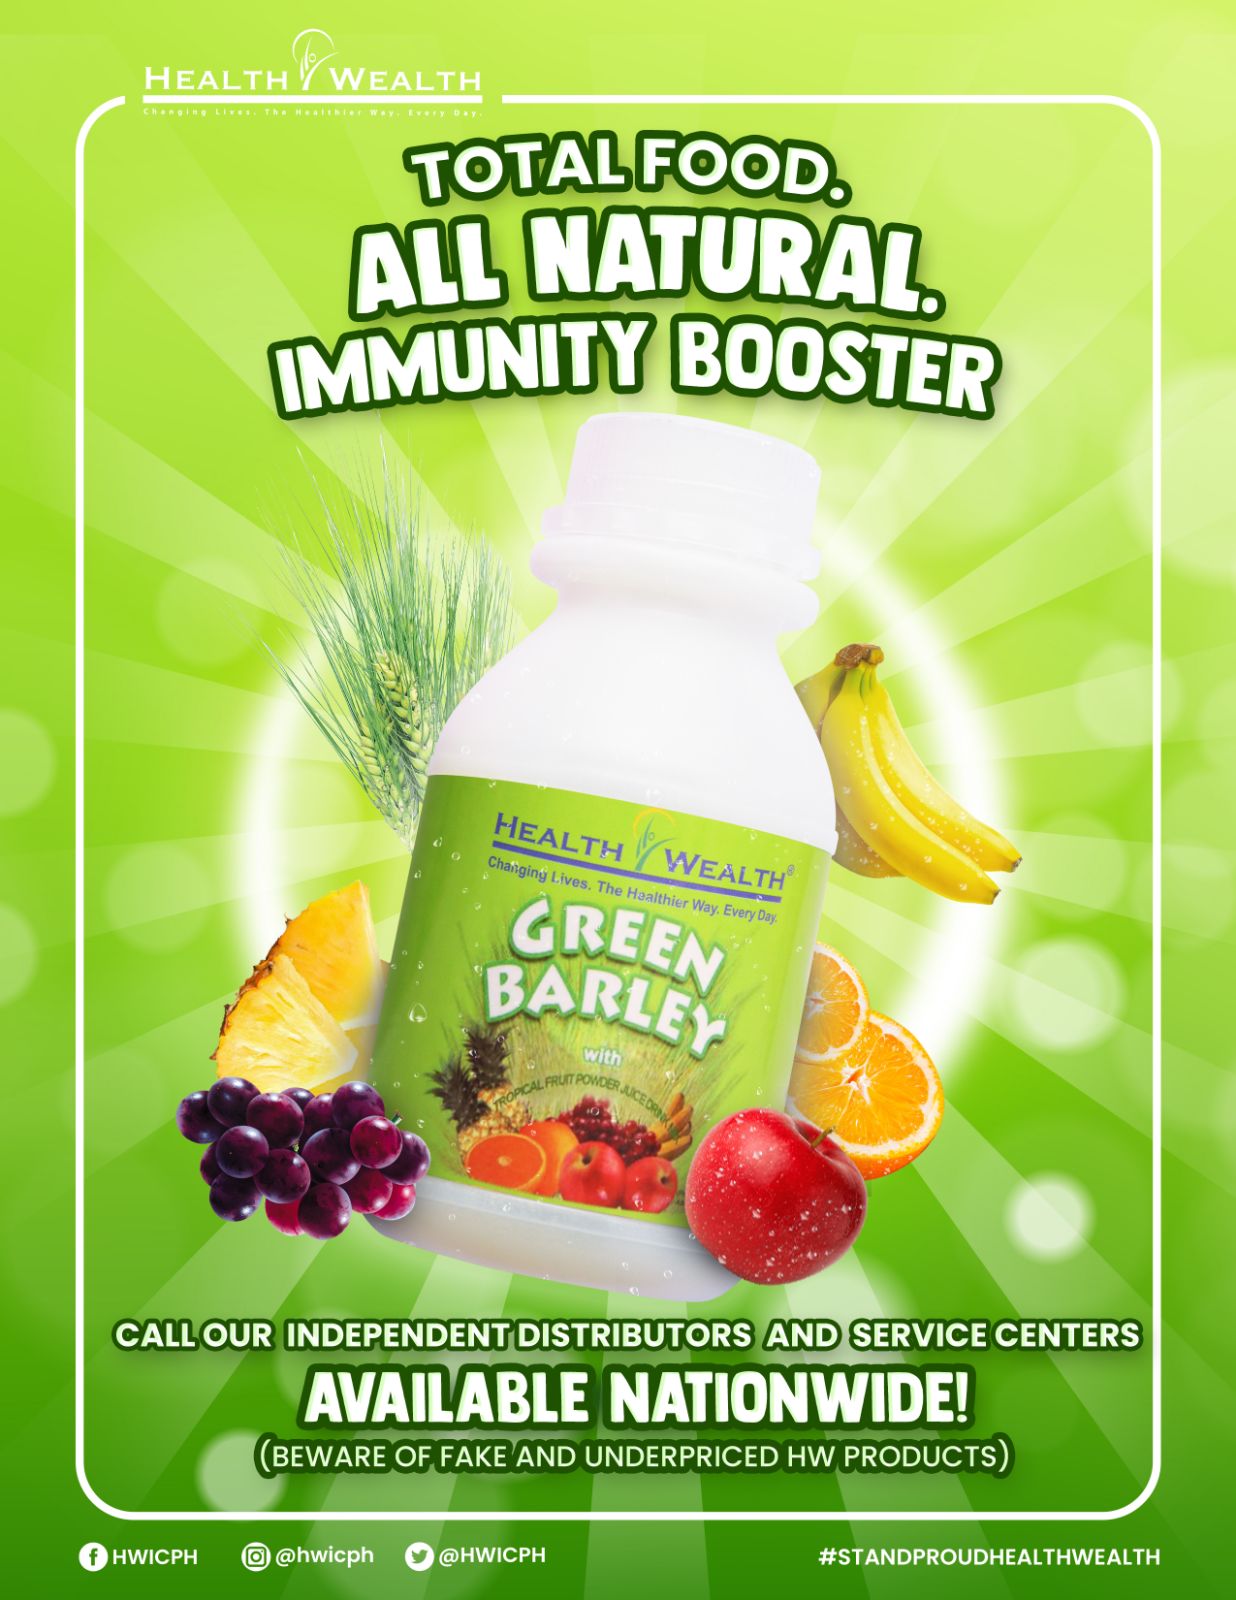 HEALTH WEALTH
Changing Lives. The Healthier Way. Every Day.
TOTAL FOOD.
ALL NATURAL.
IMMUNITY BOOSTER
HEALTH WEALTH®
Changing Lives. The Healthier Way. Every Day.
GREEN
BARLEY
with
TROPICAL FRUIT POWDER JUICE DRINK
CALL OUR INDEPENDENT DISTRIBUTORS AND SERVICE CENTERS
AVAILABLE NATIONWIDE!
(BEWARE OF FAKE AND UNDERPRICED HW PRODUCTS)
HWICPH @hwicph @HWICPH #STANDPROUDHEALTHWEALTH